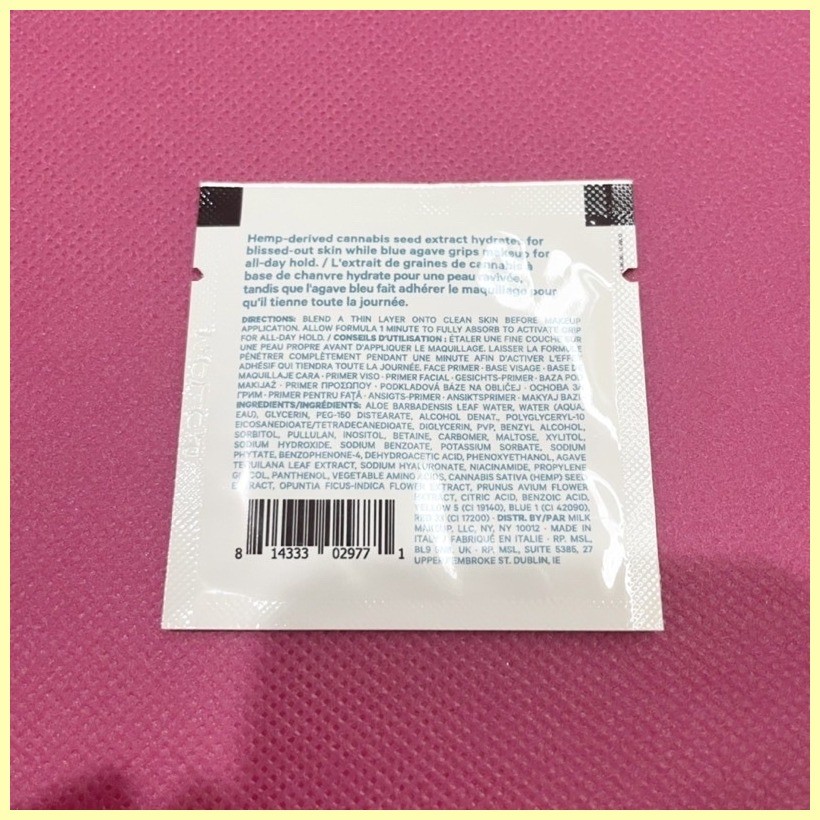 Hemp-derived cannabis seed extract hydrates for
blissed-out skin while blue agave grips makeup for
all-day hold. / L'extrait de graines de cannabis à
base de chanvre hydrate pour une peau ravivée,
tandis que l'agave bleu fait adhérer le maquillage pour
qu'il tienne toute la journée.
DIRECTIONS: BLEND A THIN LAYER ONTO CLEAN SKIN BEFORE MAKEUP
APPLICATION. ALLOW FORMULA 1 MINUTE TO FULLY ABSORB TO ACTIVATE GRIP
FOR ALL-DAY HOLD. / CONSEILS D'UTILISATION : ÉTALER UNE FINE COUCHE SUR
UNE PEAU PROPRE AVANT D'APPLIQUER LE MAQUILLAGE. LAISSER LA FORMULE
PÉNÉTRER COMPLÈTEMENT PENDANT UNE MINUTE AFIN D'ACTIVER L'EFFET
ADHÉSIF QUI TIENDRA TOUTE LA JOURNÉE. FACE PRIMER · BASE VISAGE · BASE DE
MAQUILLAJE CARA · PRIMER VISO · PRIMER FACIAL · GESICHTS-PRIMER · BAZA POD
MAKIJAŻ · PRIMER ΠΡΟΣΩΠΟΥ · PODKLADOVÁ BÁZE NA OBLIČEJ · ОСНОВА ЗА
ГРИМ · PRIMER PENTRU FAȚĂ · ANSIGTS-PRIMER · ANSIKTSPRIMER · MAKYAJ BAZI
INGREDIENTS/INGRÉDIENTS: ALOE BARBADENSIS LEAF WATER, WATER (AQUA,
EAU), GLYCERIN, PEG-150 DISTEARATE, ALCOHOL DENAT, POLYGLYCERYL-10
EICOSANEDIOATE/TETRADECANEDIOATE, DIGLYCERIN, PVP, BENZYL ALCOHOL,
SORBITOL, PULLULAN, INOSITOL, BETAINE, CARBOMER, MALTOSE, XYLITOL,
SODIUM HYDROXIDE, SODIUM BENZOATE, POTASSIUM SORBATE, SODIUM
PHYTATE, BENZOPHENONE-4, DEHYDROACETIC ACID, PHENOXYETHANOL, AGAVE
TEQUILANA LEAF EXTRACT, SODIUM HYALURONATE, NIACINAMIDE, PROPYLENE
GLYCOL, PANTHENOL, VEGETABLE AMINO ACIDS, CANNABIS SATIVA (HEMP) SEED
EXTRACT, OPUNTIA FICUS-INDICA FLOWER EXTRACT, PRUNUS AVIUM FLOWER
EXTRACT, CITRIC ACID, BENZOIC ACID,
YELLOW 5 (CI 19140), BLUE 1 (CI 42090),
(CI 17200) · DISTR. BY/PAR MILK
MAKEUP, LLC, NY, NY 10012 · MADE IN
ITALY / FABRIQUÉ EN ITALIE · RP. MSL,
BL9 UK · RP. MSL, SUITE 5385, 27
UPPER PEMBROKE ST. DUBLIN, IE
8 14333 02977 1